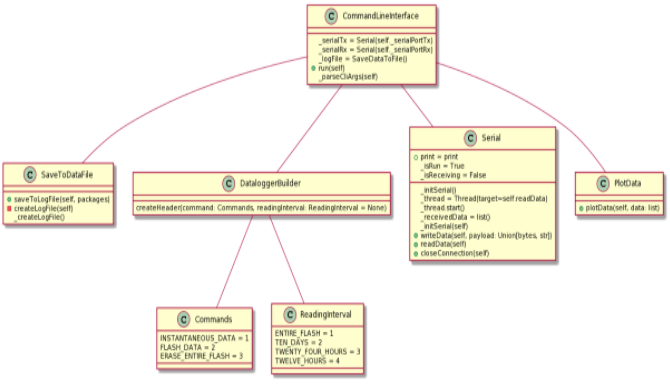 C CommandLineInterface
_serialTx = Serial(self._serialPortTx)
_serialRx = Serial(self._serialPortRx)
_logFile = SaveDataToFile()
run(self)
_parseCliArgs(self)
C SaveToDataFile
saveToLogFile(self, packages)
createLogFile(self)
_createLogFile()
C DataloggerBuilder
createHeader(command: Commands, readingInterval: ReadingInterval = None)
C Serial
print = print
_isRun = True
_isReceiving = False
_initSerial()
_thread = Thread(target=self.readData)
_thread.start()
_receivedData = list()
_initSerial(self)
writeData(self, payload: Union[bytes, str])
readData(self)
closeConnection(self)
C PlotData
plotData(self, data: list)
C Commands
INSTANTANEOUS_DATA = 1
FLASH_DATA = 2
ERASE_ENTIRE_FLASH = 3
C ReadingInterval
ENTIRE_FLASH = 1
TEN_DAYS = 2
TWENTY_FOUR_HOURS = 3
TWELVE_HOURS = 4